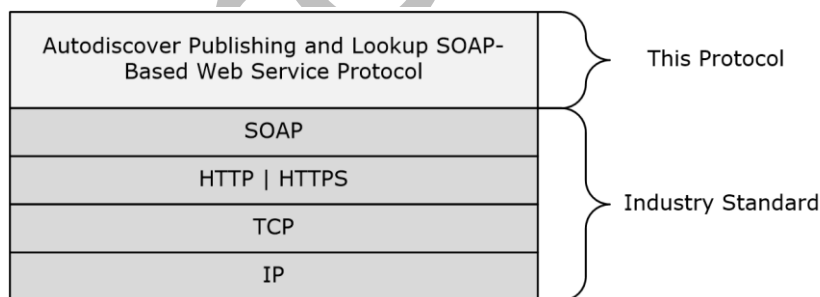 Autodiscover Publishing and Lookup SOAP-
Based Web Service Protocol
This Protocol
SOAP
HTTP | HTTPS
TCP
IP
Industry Standard